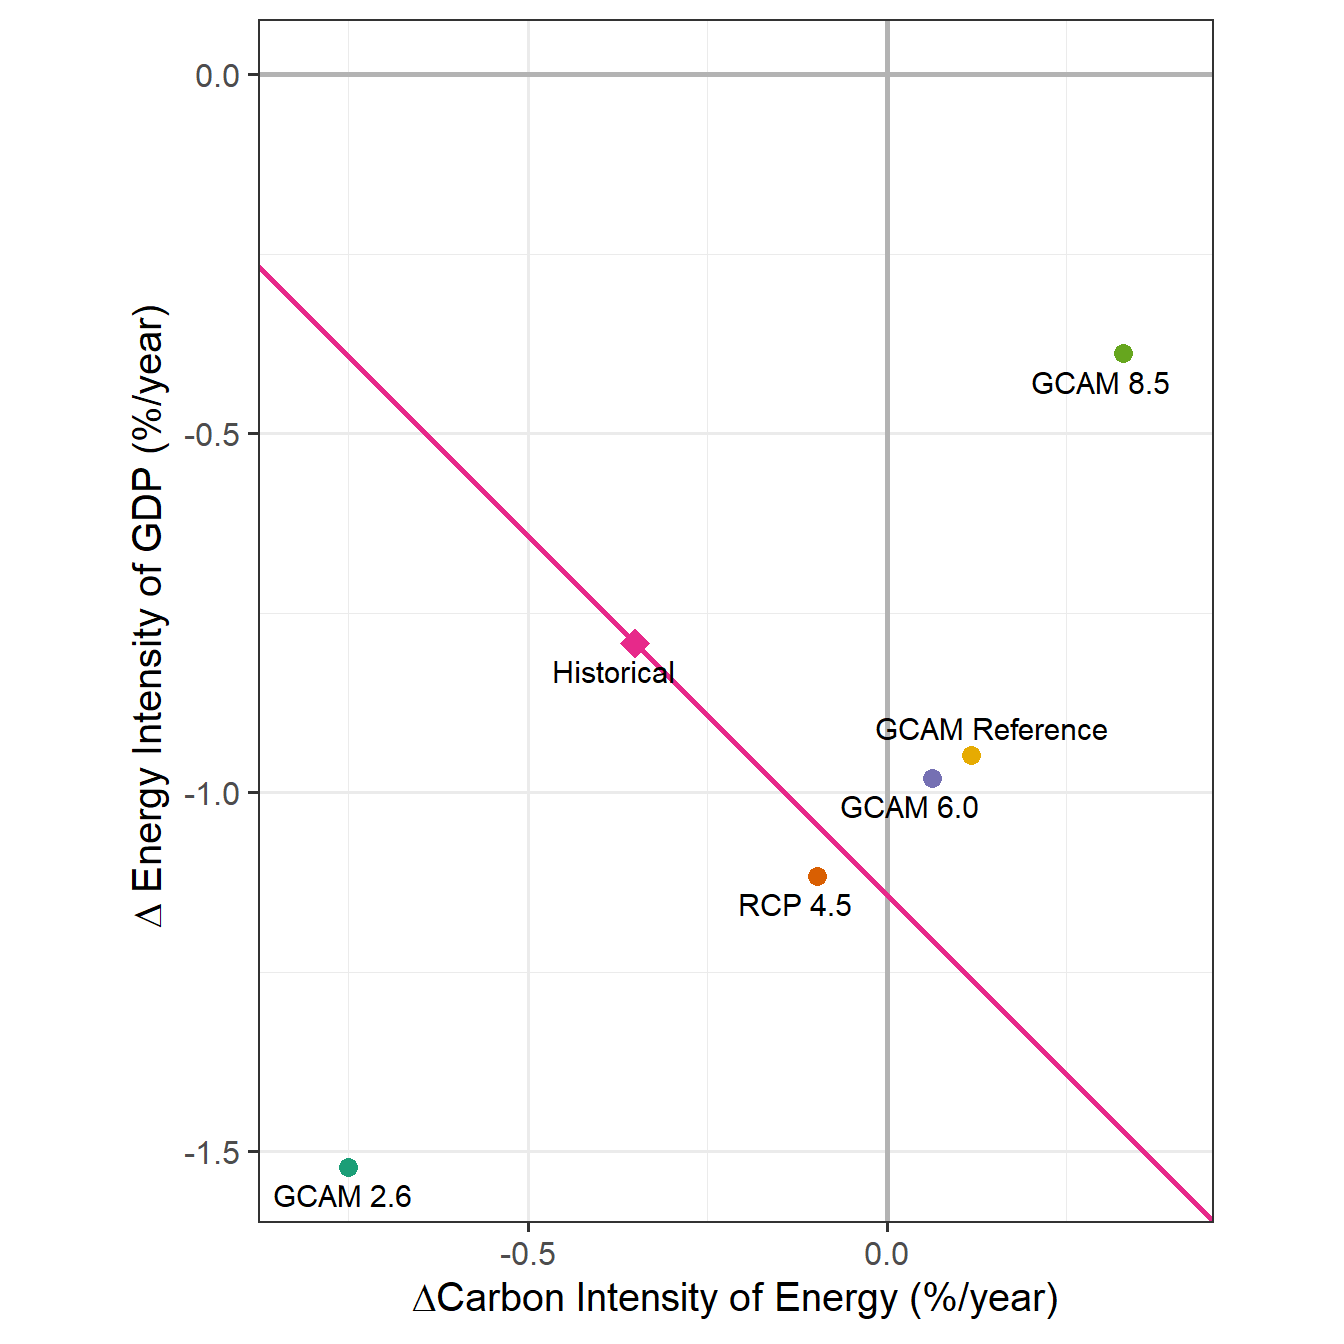 0.0
-0.5
-1.0
-1.5
Δ Energy Intensity of GDP (%/year)
GCAM 8.5
Historical
GCAM Reference
GCAM 6.0
RCP 4.5
GCAM 2.6
-0.5
0.0
ΔCarbon Intensity of Energy (%/year)